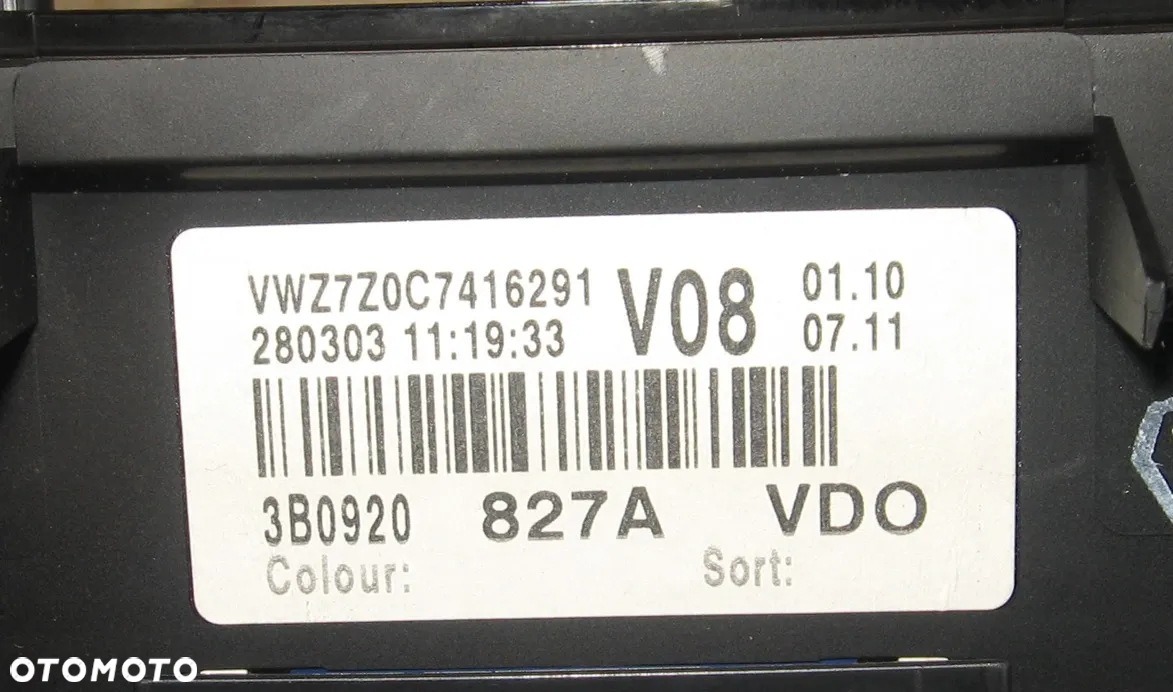 VWZ7Z0C7416291 V08 01.10
280303 11:19:33 07.11
3B0920 827A VDO
Colour: Sort:
OTOMOTO